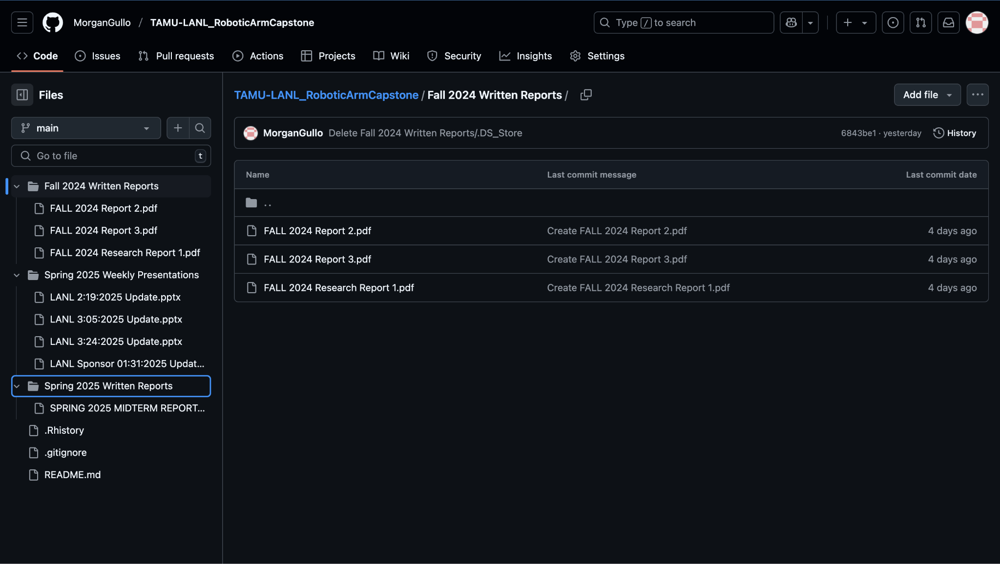 MorganGullo / TAMU-LANL_RoboticArmCapstone
Type / to search
Code
Issues
Pull requests
Actions
Projects
Wiki
Security
Insights
Settings
Files
main
Go to file
t
Fall 2024 Written Reports
FALL 2024 Report 2.pdf
FALL 2024 Report 3.pdf
FALL 2024 Research Report 1.pdf
Spring 2025 Weekly Presentations
LANL 2:19:2025 Update.pptx
LANL 3:05:2025 Update.pptx
LANL 3:24:2025 Update.pptx
LANL Sponsor 01:31:2025 Updat...
Spring 2025 Written Reports
SPRING 2025 MIDTERM REPORT...
.Rhistory
.gitignore
README.md
TAMU-LANL_RoboticArmCapstone / Fall 2024 Written Reports /
Add file
MorganGullo Delete Fall 2024 Written Reports/.DS_Store
6843be1 · yesterday
History
Name Last commit message Last commit date
..
FALL 2024 Report 2.pdf Create FALL 2024 Report 2.pdf 4 days ago
FALL 2024 Report 3.pdf Create FALL 2024 Report 3.pdf 4 days ago
FALL 2024 Research Report 1.pdf Create FALL 2024 Research Report 1.pdf 4 days ago